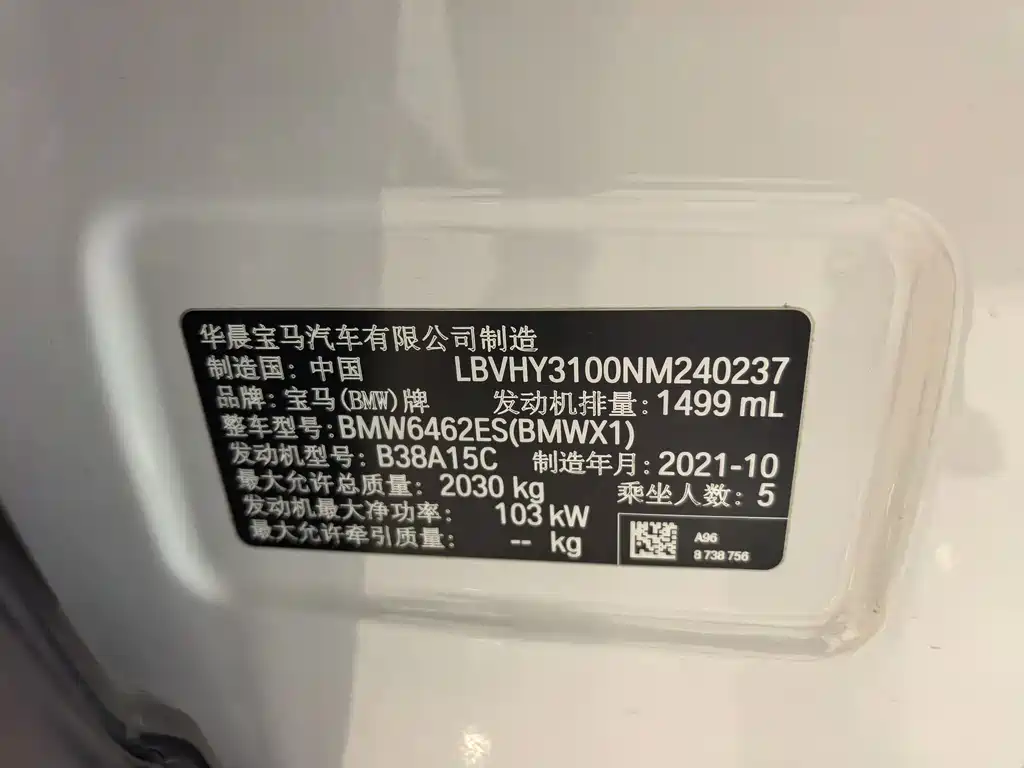 华晨宝马汽车有限公司制造
制造国: 中国 LBVHY3100NM240237
品牌: 宝马(BMW)牌 发动机排量: 1499 mL
整车型号: BMW6462ES(BMWX1)
发动机型号: B38A15C 制造年月: 2021-10
最大允许总质量: 2030 kg 乘坐人数: 5
发动机最大净功率: 103 kW
最大允许牵引质量: -- kg
A96
8 738 756